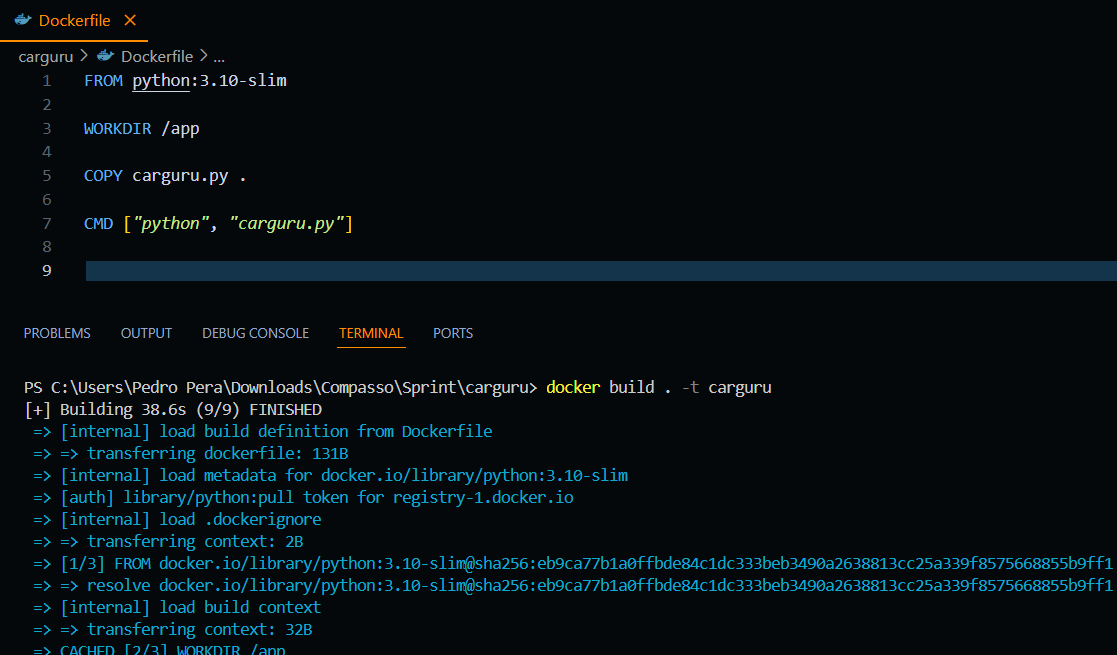 Dockerfile ×
carguru > Dockerfile > ...
1 FROM python:3.10-slim
2
3 WORKDIR /app
4
5 COPY carguru.py .
6
7 CMD ["python", "carguru.py"]
8
9
PROBLEMS OUTPUT DEBUG CONSOLE TERMINAL PORTS
PS C:\Users\Pedro Pera\Downloads\Compasso\Sprint\carguru> docker build . -t carguru
[+] Building 38.6s (9/9) FINISHED
=> [internal] load build definition from Dockerfile
=> => transferring dockerfile: 131B
=> [internal] load metadata for docker.io/library/python:3.10-slim
=> [auth] library/python:pull token for registry-1.docker.io
=> [internal] load .dockerignore
=> => transferring context: 2B
=> [1/3] FROM docker.io/library/python:3.10-slim@sha256:eb9ca77b1a0ffbde84c1dc333beb3490a2638813cc25a339f8575668855b9ff1
=> => resolve docker.io/library/python:3.10-slim@sha256:eb9ca77b1a0ffbde84c1dc333beb3490a2638813cc25a339f8575668855b9ff1
=> [internal] load build context
=> => transferring context: 32B
=> CACHED [2/3] WORKDIR /app